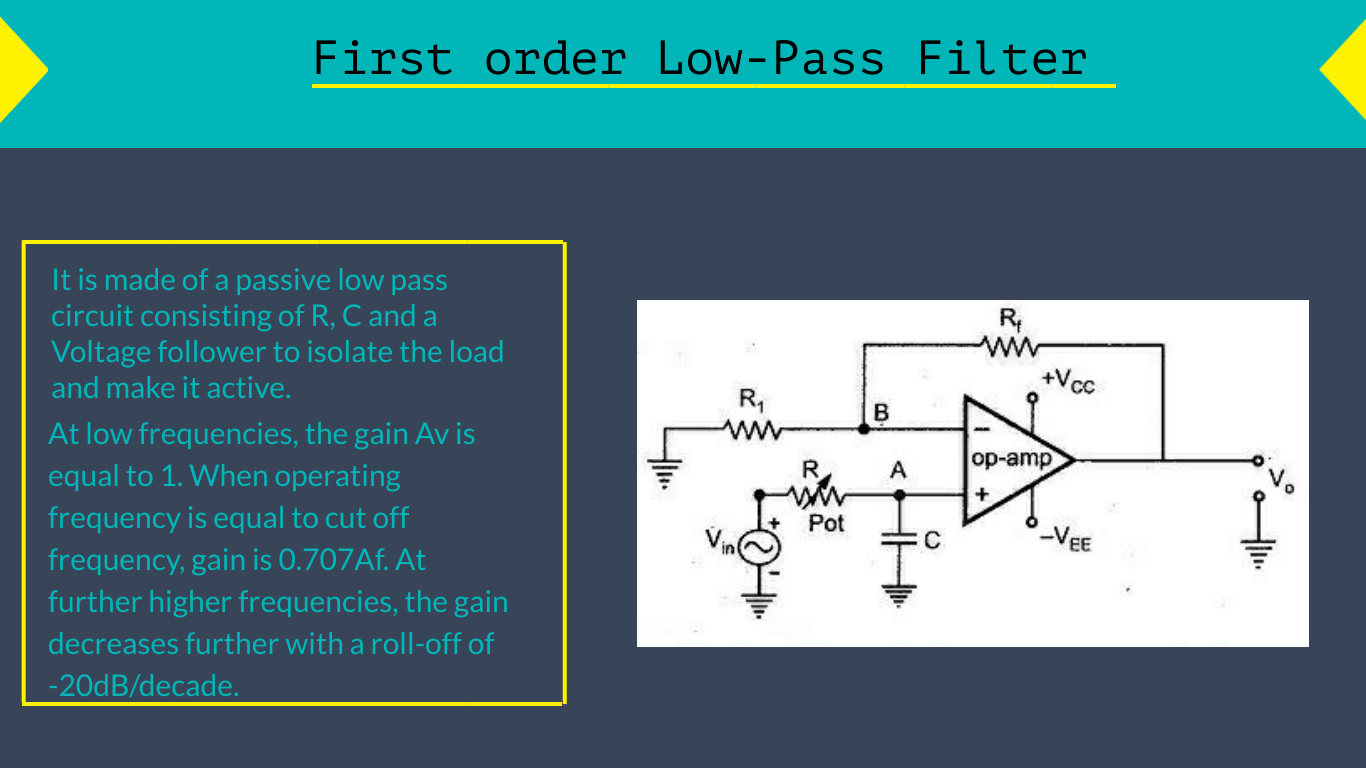 First order Low-Pass Filter
It is made of a passive low pass
circuit consisting of R, C and a
Voltage follower to isolate the load
and make it active.
At low frequencies, the gain Av is
equal to 1. When operating
frequency is equal to cut off
frequency, gain is 0.707Af. At
further higher frequencies, the gain
decreases further with a roll-off of
-20dB/decade.
Rf
+VCC
R1
B
−
op-amp
R
A
+
Vo
Pot
+
Vin
C
−VEE
-